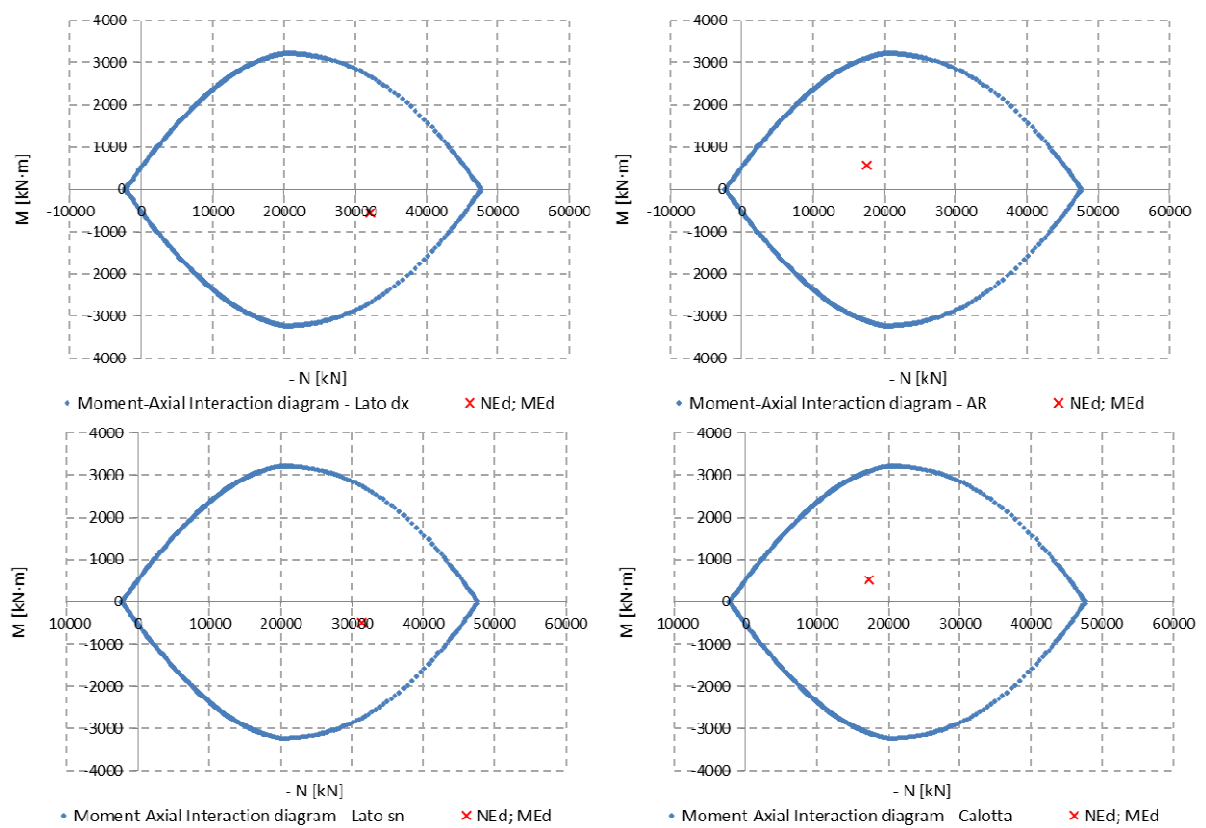 4000
3000
2000
1000
0
-10000 0 10000 20000 30000 40000 50000 60000
-1000
-2000
-3000
4000
M [kN·m]
- N [kN]
Moment-Axial Interaction diagram - Lato dx NEd; MEd
4000
3000
2000
1000
0
-10000 0 10000 20000 30000 40000 50000 60000
-1000
-2000
-3000
4000
M [kN·m]
- N [kN]
Moment-Axial Interaction diagram - AR NEd; MEd
4000
3000
2000
1000
0
10000 0 10000 20000 30000 40000 50000 60000
-1000
-2000
-3000
-4000
M [kN·m]
- N [kN]
Moment Axial Interaction diagram Lato sn NEd; MEd
4000
3000
2000
1000
0
10000 0 10000 20000 30000 40000 50000 60000
-1000
-2000
-3000
-4000
M [kN·m]
- N [kN]
Moment Axial Interaction diagram Calotta NEd; MEd